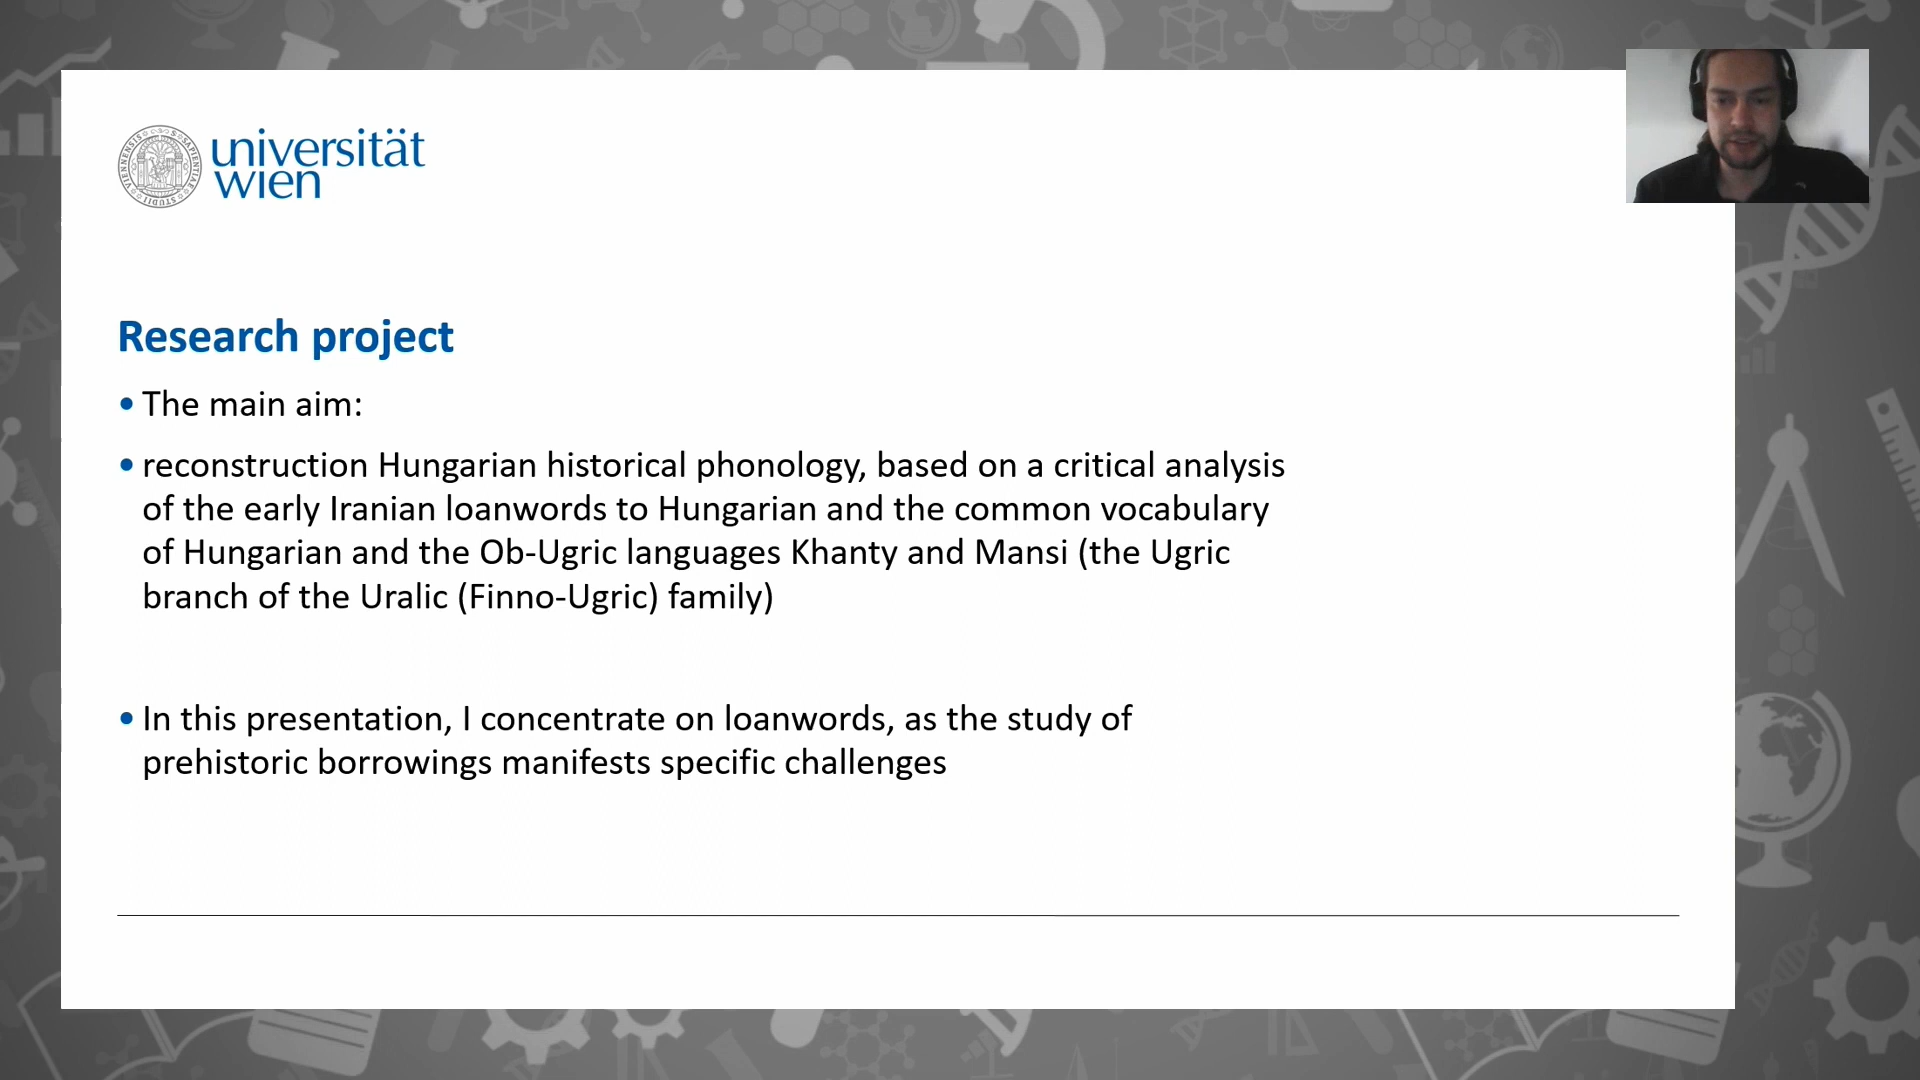 universität
wien
Research project
• The main aim:
• reconstruction Hungarian historical phonology, based on a critical analysis
of the early Iranian loanwords to Hungarian and the common vocabulary
of Hungarian and the Ob-Ugric languages Khanty and Mansi (the Ugric
branch of the Uralic (Finno-Ugric) family)
• In this presentation, I concentrate on loanwords, as the study of
prehistoric borrowings manifests specific challenges